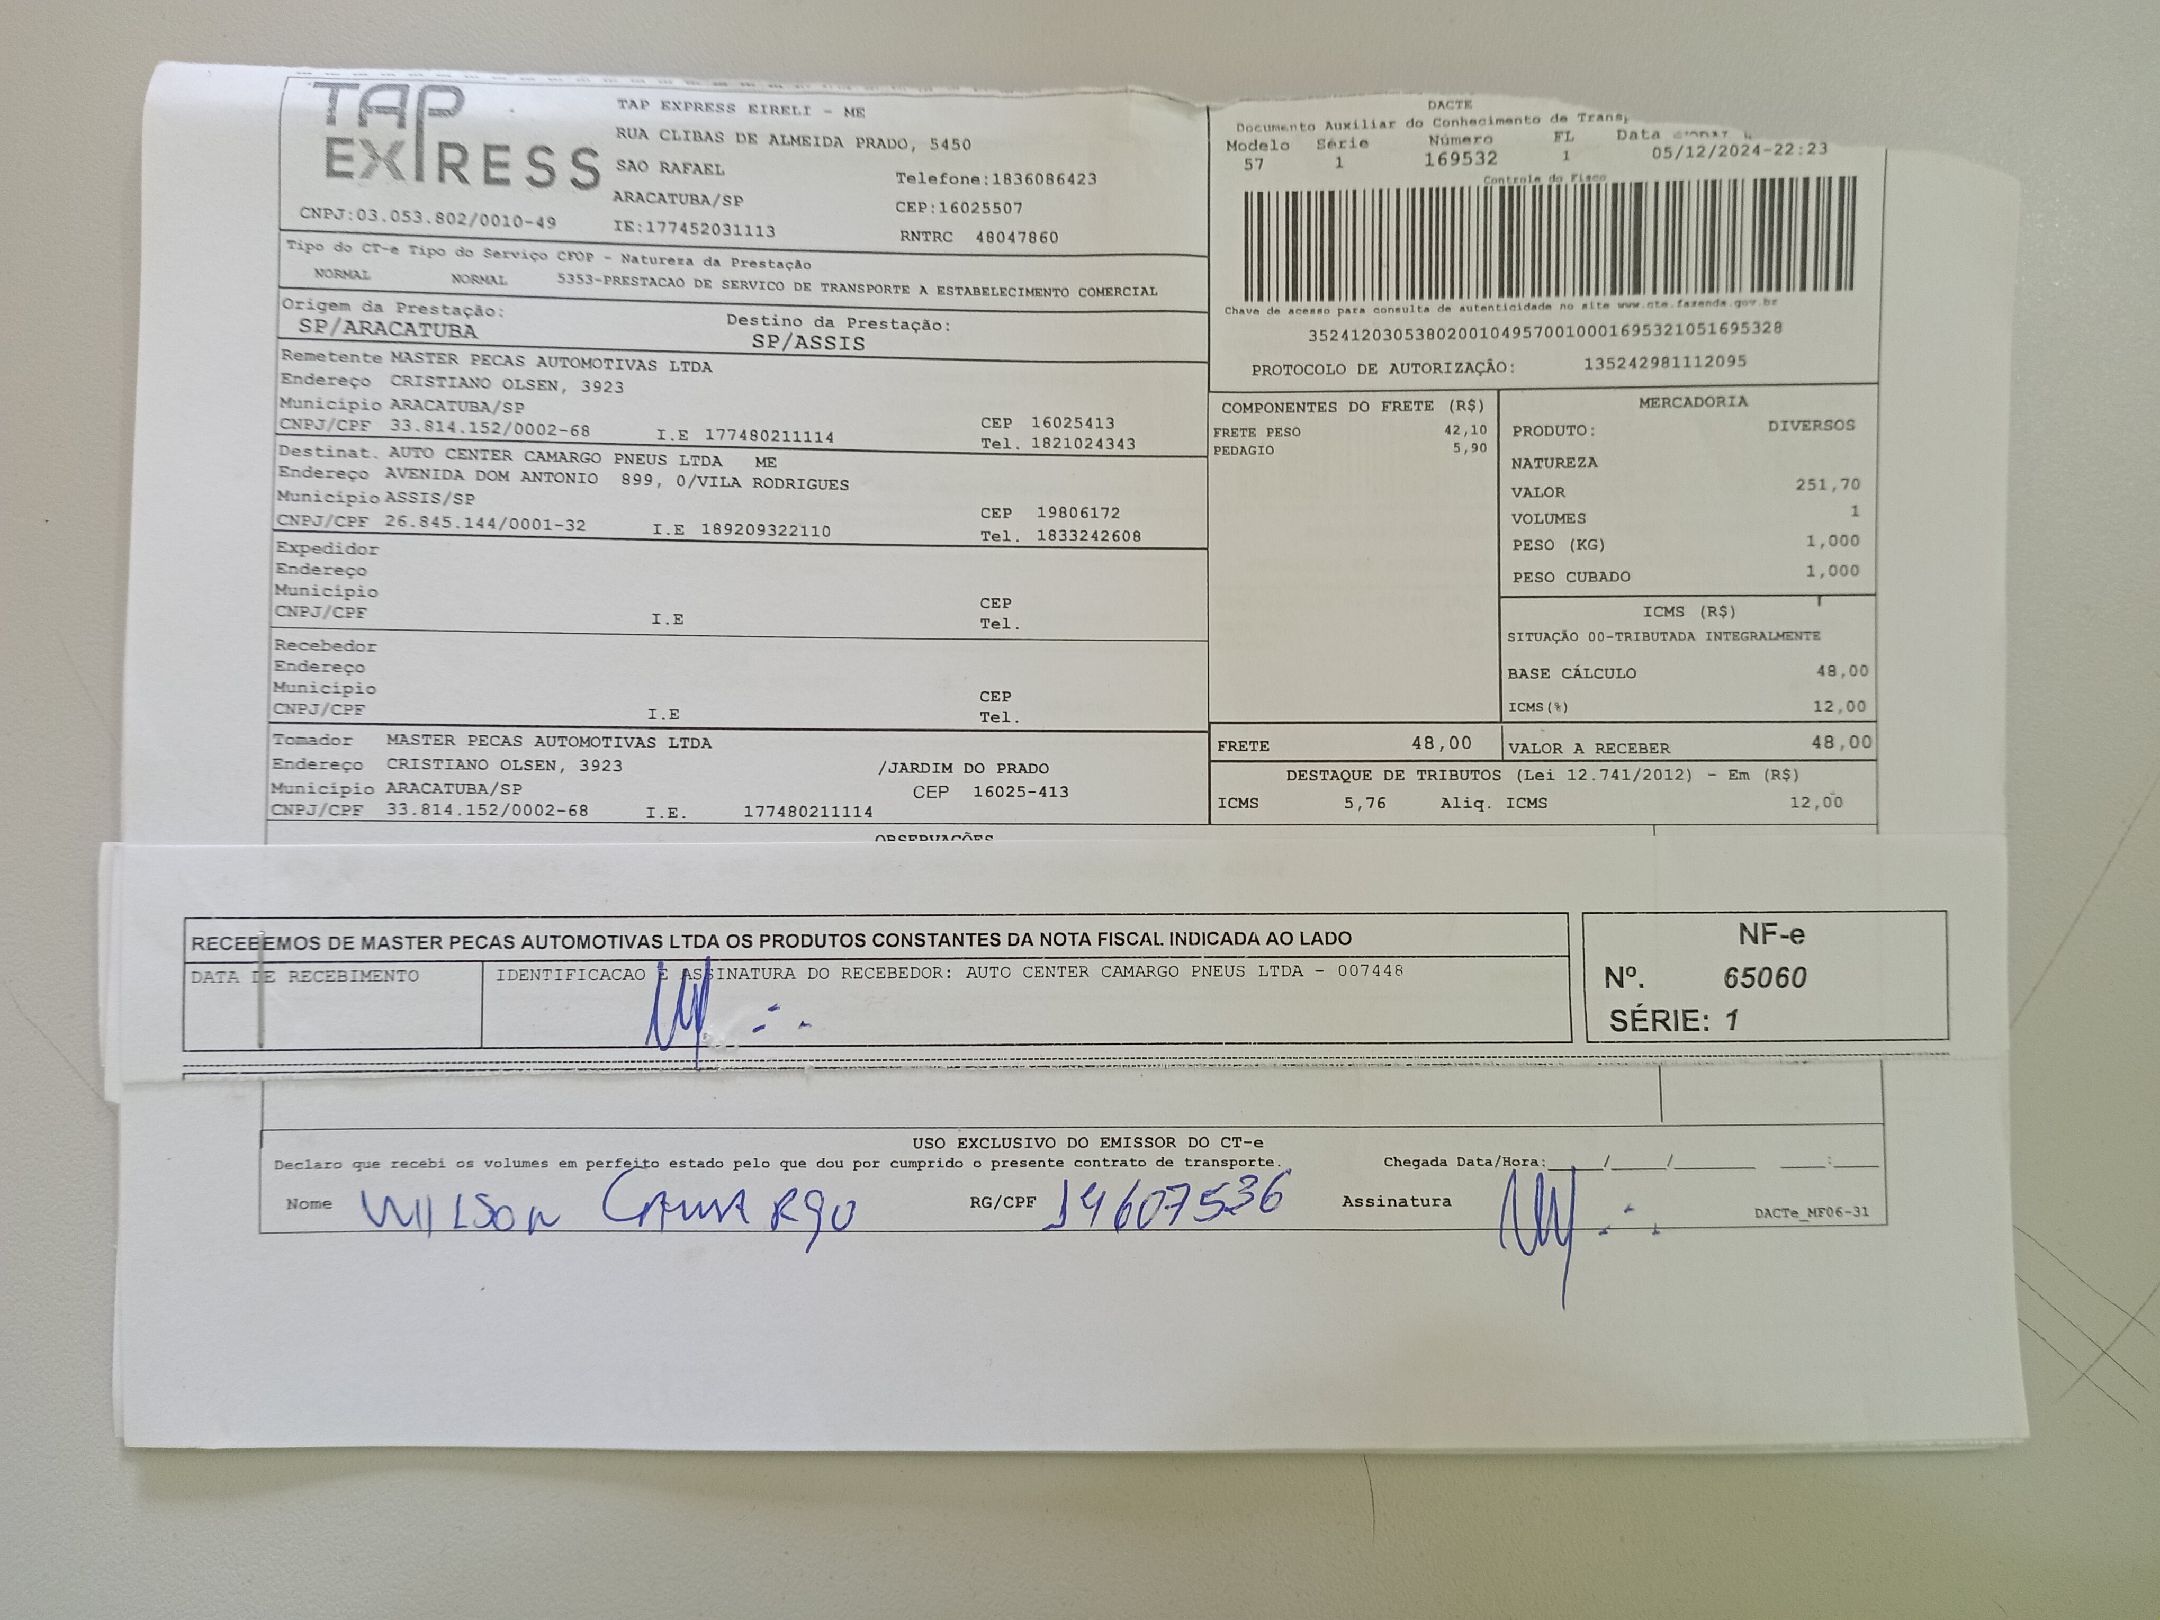 TAP EXPRESS
CNPJ:03.053.802/0010-49
TAP EXPRESS EIRELI - ME
RUA CLIBAS DE ALMEIDA PRADO, 5450
SAO RAFAEL
Telefone:1836086423
ARACATUBA/SP
CEP:16025507
IE:177452031113
RNTRC 48047860
Tipo do CT-e Tipo do Serviço CFOP - Natureza da Prestação
NORMAL NORMAL 5353-PRESTACAO DE SERVICO DE TRANSPORTE A ESTABELECIMENTO COMERCIAL
Origem da Prestação:
SP/ARACATUBA
Destino da Prestação:
SP/ASSIS
Remetente MASTER PECAS AUTOMOTIVAS LTDA
Endereço CRISTIANO OLSEN, 3923
Município ARACATUBA/SP
CEP 16025413
CNPJ/CPF 33.814.152/0002-68 I.E 177480211114 Tel. 1821024343
Destinat. AUTO CENTER CAMARGO PNEUS LTDA ME
Endereço AVENIDA DOM ANTONIO 899, 0/VILA RODRIGUES
Município ASSIS/SP
CEP 19806172
CNPJ/CPF 26.845.144/0001-32 I.E 189209322110 Tel. 1833242608
Expedidor
Endereço
Município
CEP
CNPJ/CPF I.E Tel.
Recebedor
Endereço
Município
CEP
CNPJ/CPF I.E Tel.
Tomador MASTER PECAS AUTOMOTIVAS LTDA
Endereço CRISTIANO OLSEN, 3923 /JARDIM DO PRADO
Município ARACATUBA/SP CEP 16025-413
CNPJ/CPF 33.814.152/0002-68 I.E. 177480211114
DACTE
Documento Auxiliar do Conhecimento de
Modelo Série Número FL Data
57 1 169532 1 05/12/2024-22:23
Controle do Fisco
Chave de acesso para consulta de autenticidade no site www.cte.fazenda.gov.br
35241203053802001049570010001695321051695328
PROTOCOLO DE AUTORIZAÇÃO: 135242981112095
COMPONENTES DO FRETE (R$)
FRETE PESO 42,10
PEDAGIO 5,90
MERCADORIA
PRODUTO: DIVERSOS
NATUREZA
VALOR 251,70
VOLUMES 1
PESO (KG) 1,000
PESO CUBADO 1,000
ICMS (R$)
SITUAÇÃO 00-TRIBUTADA INTEGRALMENTE
BASE CÁLCULO 48,00
ICMS(%) 12,00
FRETE 48,00 VALOR A RECEBER 48,00
DESTAQUE DE TRIBUTOS (Lei 12.741/2012) - Em (R$)
ICMS 5,76 Aliq. ICMS 12,00
OBSERVAÇÕES
RECEBEMOS DE MASTER PECAS AUTOMOTIVAS LTDA OS PRODUTOS CONSTANTES DA NOTA FISCAL INDICADA AO LADO
DATA DE RECEBIMENTO
IDENTIFICACAO E ASSINATURA DO RECEBEDOR: AUTO CENTER CAMARGO PNEUS LTDA - 007448
NF-e
Nº. 65060
SÉRIE: 1
USO EXCLUSIVO DO EMISSOR DO CT-e
Declaro que recebi os volumes em perfeito estado pelo que dou por cumprido o presente contrato de transporte. Chegada Data/Hora:____/____/______ ___:___
Nome WILSON CAMARGO RG/CPF 14607536 Assinatura
DACTe_MF06-31